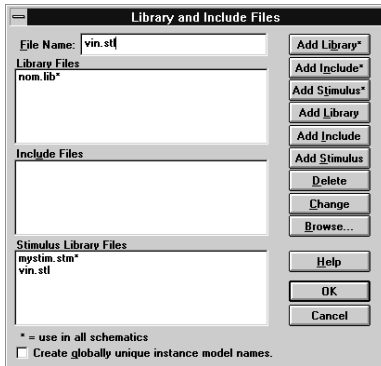 Library and Include Files
File Name: vin.stl
Library Files
nom.lib*
Include Files
Stimulus Library Files
mystim.stm*
vin.stl
* = use in all schematics
Create globally unique instance model names.
Add Library*
Add Include*
Add Stimulus*
Add Library
Add Include
Add Stimulus
Delete
Change
Browse...
Help
OK
Cancel